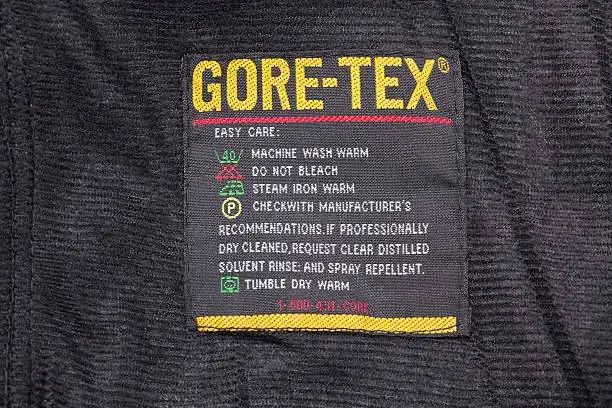 GORE-TEX®
EASY CARE:
40 MACHINE WASH WARM
DO NOT BLEACH
STEAM IRON WARM
P CHECKWITH MANUFACTURER'S
RECOMMENDATIONS.IF PROFESSIONALLY
DRY CLEANED,REQUEST CLEAR DISTILLED
SOLVENT RINSE: AND SPRAY REPELLENT.
TUMBLE DRY WARM